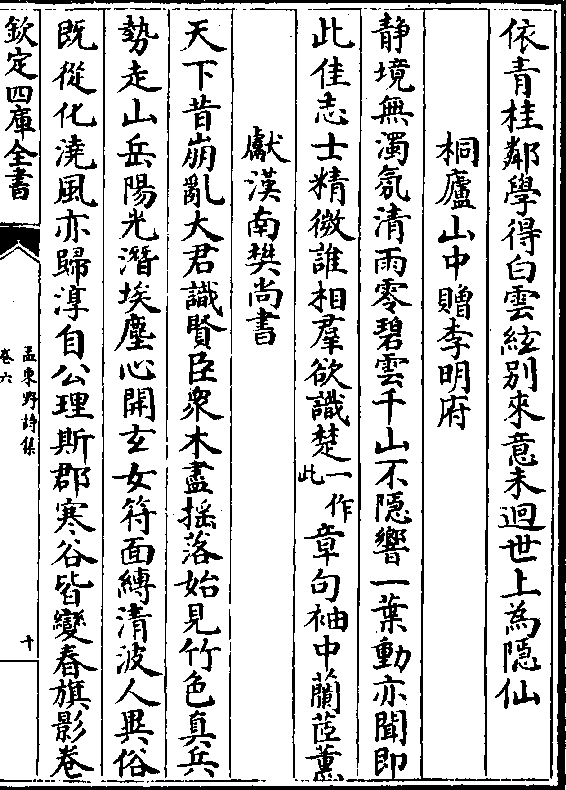 依青桂鄰學得白雲絃別來意未迴世上為隱仙
桐廬山中贈李明府
静境無濁氛清雨零碧雲千山不隱響一葉動亦聞即
此佳志士精微誰相羣欲識楚一作此章句袖中蘭茝薰
獻漢南樊尚書
天下昔崩亂大君識賢臣衆木盡揺落始見竹色真兵
勢走山岳陽光潛埃塵心開玄女符面縛清波人異俗
既從化澆風亦歸淳自公理斯郡寒谷皆變春旗影卷
欽定四庫全書
孟東野詩集
卷六
十